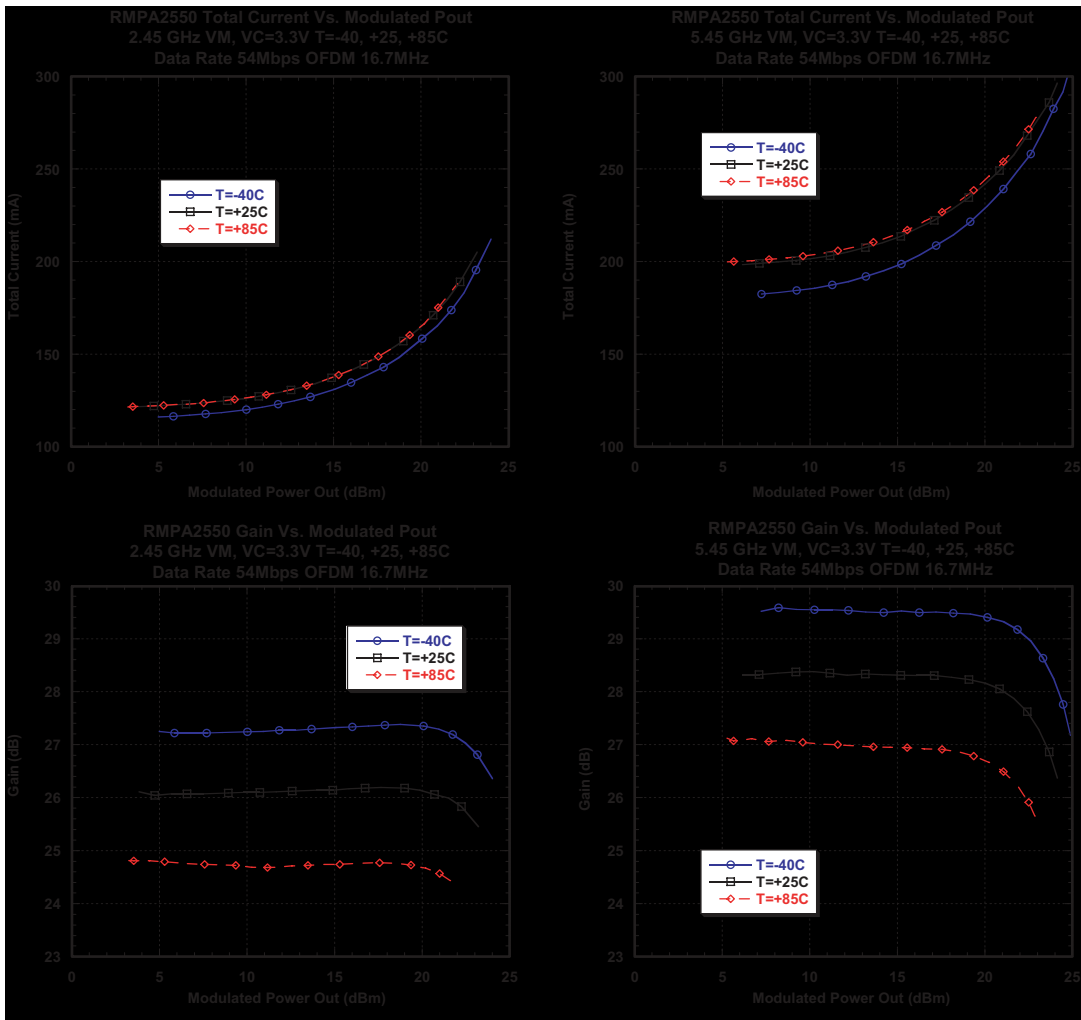 RMPA2550 Total Current Vs. Modulated Pout
2.45 GHz VM, VC=3.3V T=-40, +25, +85C
Data Rate 54Mbps OFDM 16.7MHz
300
250
200
150
100
Total Current (mA)
T=-40C
T=+25C
T=+85C
0 5 10 15 20 25
Modulated Power Out (dBm)
RMPA2550 Total Current Vs. Modulated Pout
5.45 GHz VM, VC=3.3V T=-40, +25, +85C
Data Rate 54Mbps OFDM 16.7MHz
300
250
200
150
100
Total Current (mA)
T=-40C
T=+25C
T=+85C
0 5 10 15 20 25
Modulated Power Out (dBm)
RMPA2550 Gain Vs. Modulated Pout
2.45 GHz VM, VC=3.3V T=-40, +25, +85C
Data Rate 54Mbps OFDM 16.7MHz
30
29
28
27
26
25
24
23
Gain (dB)
T=-40C
T=+25C
T=+85C
0 5 10 15 20 25
Modulated Power Out (dBm)
RMPA2550 Gain Vs. Modulated Pout
5.45 GHz VM, VC=3.3V T=-40, +25, +85C
Data Rate 54Mbps OFDM 16.7MHz
30
29
28
27
26
25
24
23
Gain (dB)
T=-40C
T=+25C
T=+85C
0 5 10 15 20 25
Modulated Power Out (dBm)